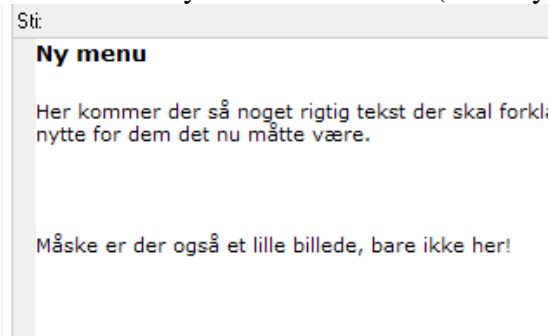 Sti:
Ny menu
Her kommer der så noget rigtig tekst der skal
nytte for dem det nu måtte være.
Måske er der også et lille billede, bare ikke her!